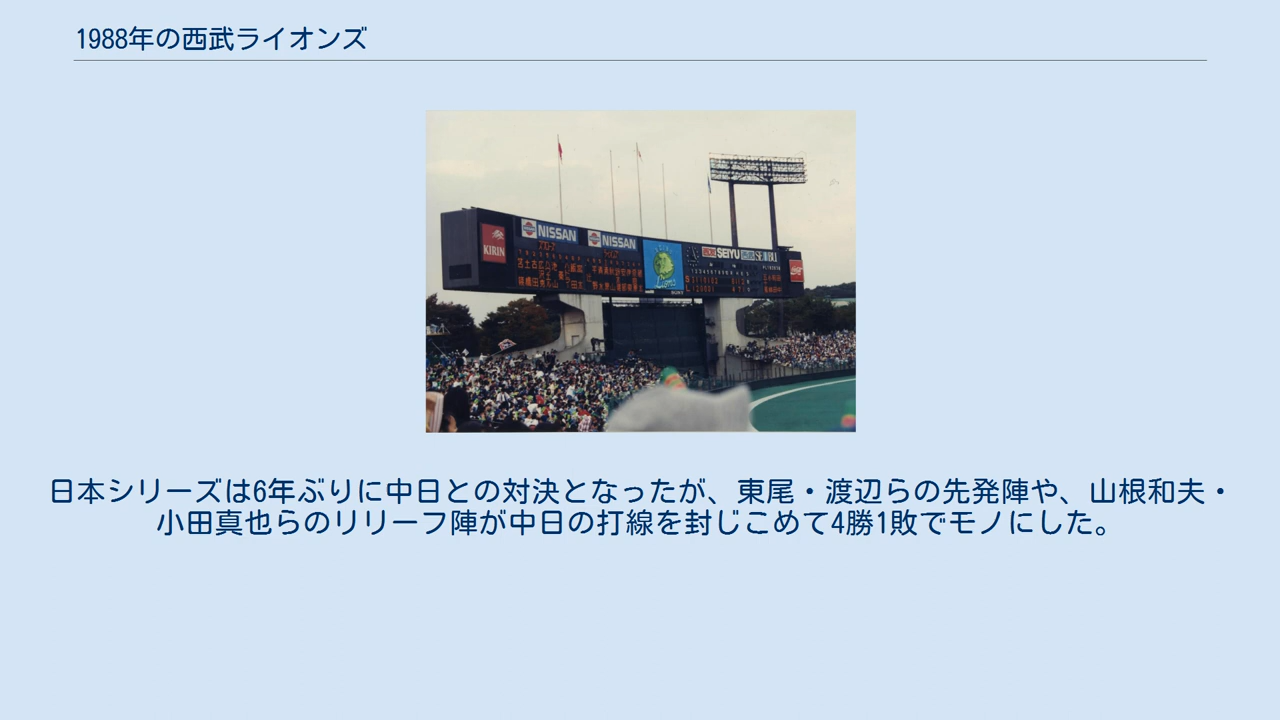 1988年の西武ライオンズ
KIRIN
NISSAN
NISSAN
SEIYU
日本シリーズは6年ぶりに中日との対決となったが、東尾・渡辺らの先発陣や、山根和夫・
小田真也らのリリーフ陣が中日の打線を封じこめて4勝1敗でモノにした。